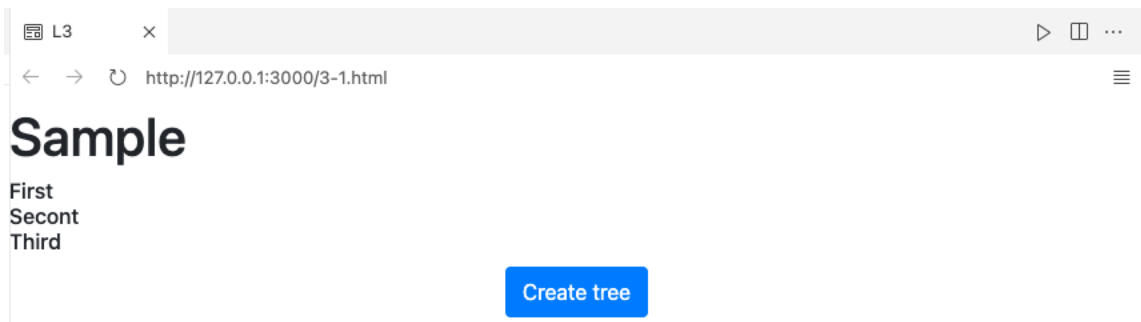 L3
http://127.0.0.1:3000/3-1.html
Sample
First
Secont
Third
Create tree